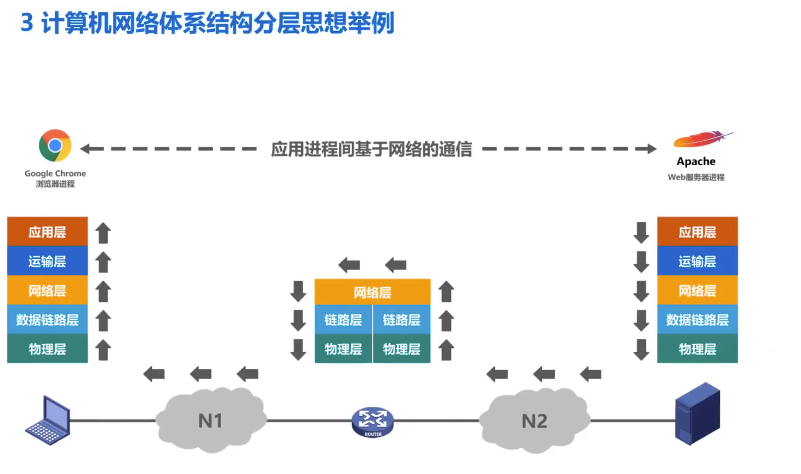 3 计算机网络体系结构分层思想举例
应用进程间基于网络的通信
Google Chrome
浏览器进程
Apache
Web服务器进程
应用层
运输层
网络层
数据链路层
物理层
网络层
链路层 链路层
物理层 物理层
应用层
运输层
网络层
数据链路层
物理层
N1
ROUTER
N2